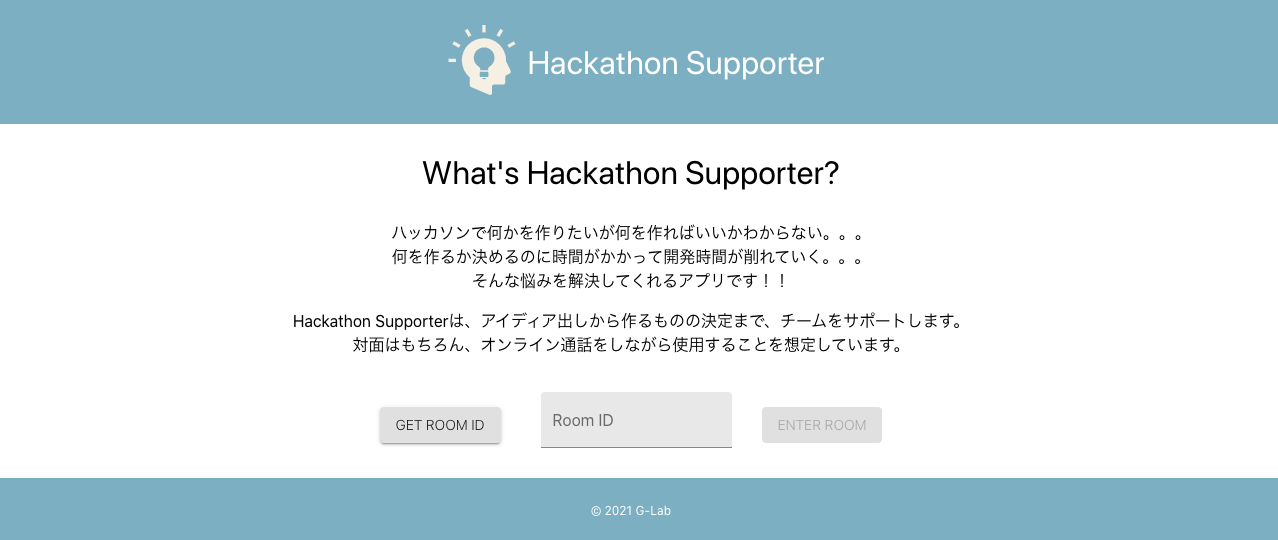 Hackathon Supporter
What's Hackathon Supporter?
ハッカソンで何かを作りたいが何を作ればいいかわからない。。。
何を作るか決めるのに時間がかかって開発時間が削れていく。。。
そんな悩みを解決してくれるアプリです！！
Hackathon Supporterは、アイディア出しから作るものの決定まで、チームをサポートします。
対面はもちろん、オンライン通話をしながら使用することを想定しています。
GET ROOM ID
Room ID
ENTER ROOM
© 2021 G-Lab